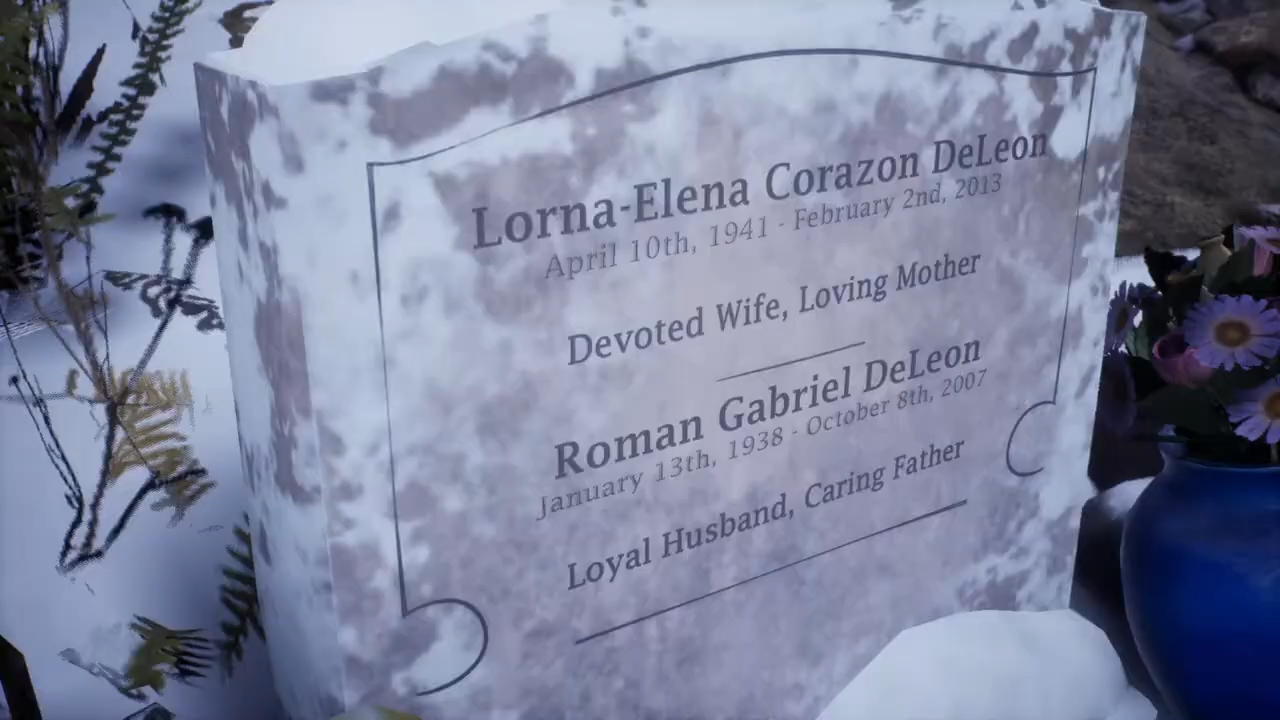 Lorna-Elena Corazon DeLeon
April 10th, 1941 - February 2nd, 2013
Devoted Wife, Loving Mother
Roman Gabriel DeLeon
January 13th, 1938 - October 8th, 2007
Loyal Husband, Caring Father